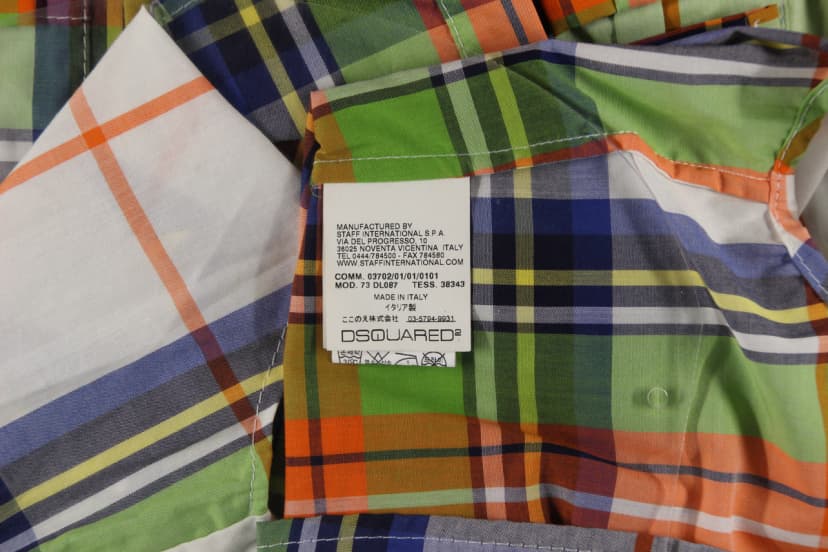 MANUFACTURED BY
STAFF INTERNATIONAL S.P.A.
VIA DEL PROGRESSO, 10
36025 NOVENTA VICENTINA ITALY
TEL 0444/784500 - FAX 784580
WWW.STAFFINTERNATIONAL.COM
COMM. 03702/01/01/0101
MOD. 73 DL087 TESS. 38343
MADE IN ITALY
イタリア製
ここのえ株式会社 03-5794-9931
DSQUARED2